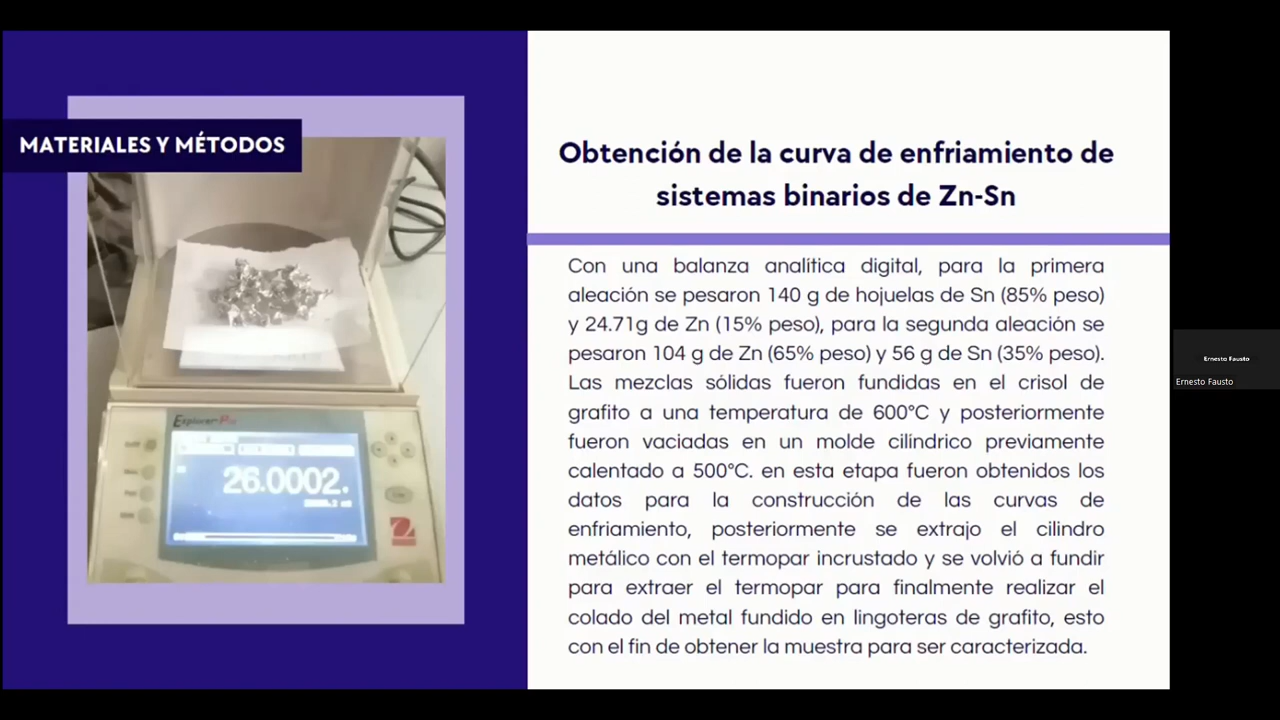 MATERIALES Y MÉTODOS
Explorer Pro
26.0002.
Obtención de la curva de enfriamiento de
sistemas binarios de Zn-Sn
Con una balanza analítica digital, para la primera
aleación se pesaron 140 g de hojuelas de Sn (85% peso)
y 24.71g de Zn (15% peso), para la segunda aleación se
pesaron 104 g de Zn (65% peso) y 56 g de Sn (35% peso).
Las mezclas sólidas fueron fundidas en el crisol de
grafito a una temperatura de 600°C y posteriormente
fueron vaciadas en un molde cilíndrico previamente
calentado a 500°C. en esta etapa fueron obtenidos los
datos para la construcción de las curvas de
enfriamiento, posteriormente se extrajo el cilindro
metálico con el termopar incrustado y se volvió a fundir
para extraer el termopar para finalmente realizar el
colado del metal fundido en lingoteras de grafito, esto
con el fin de obtener la muestra para ser caracterizada.
Ernesto Fausto
Ernesto Fausto